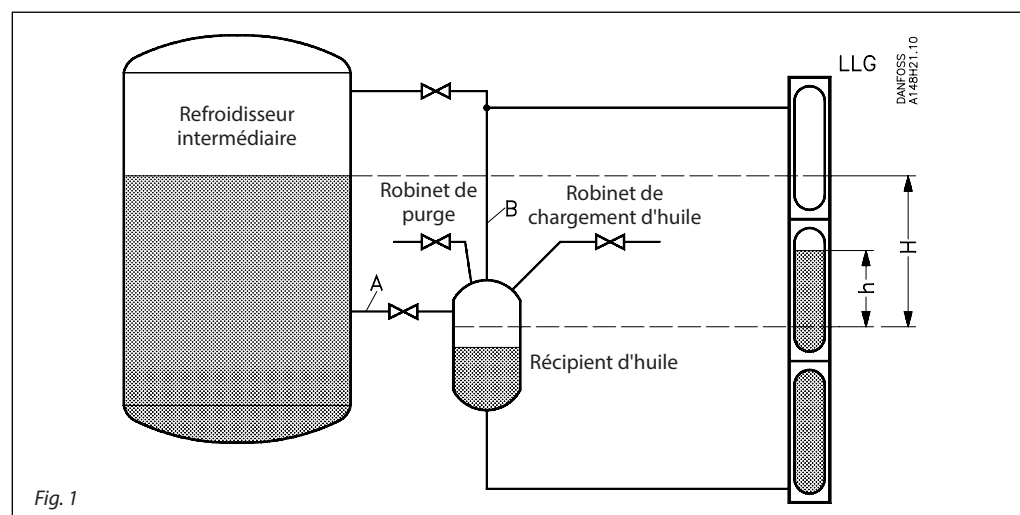 LLG
DANFOSS
A148H21.10
Refroidisseur
intermédiaire
Robinet de
purge
Robinet de
chargement d'huile
B
H
h
A
Récipient d'huile
Fig. 1